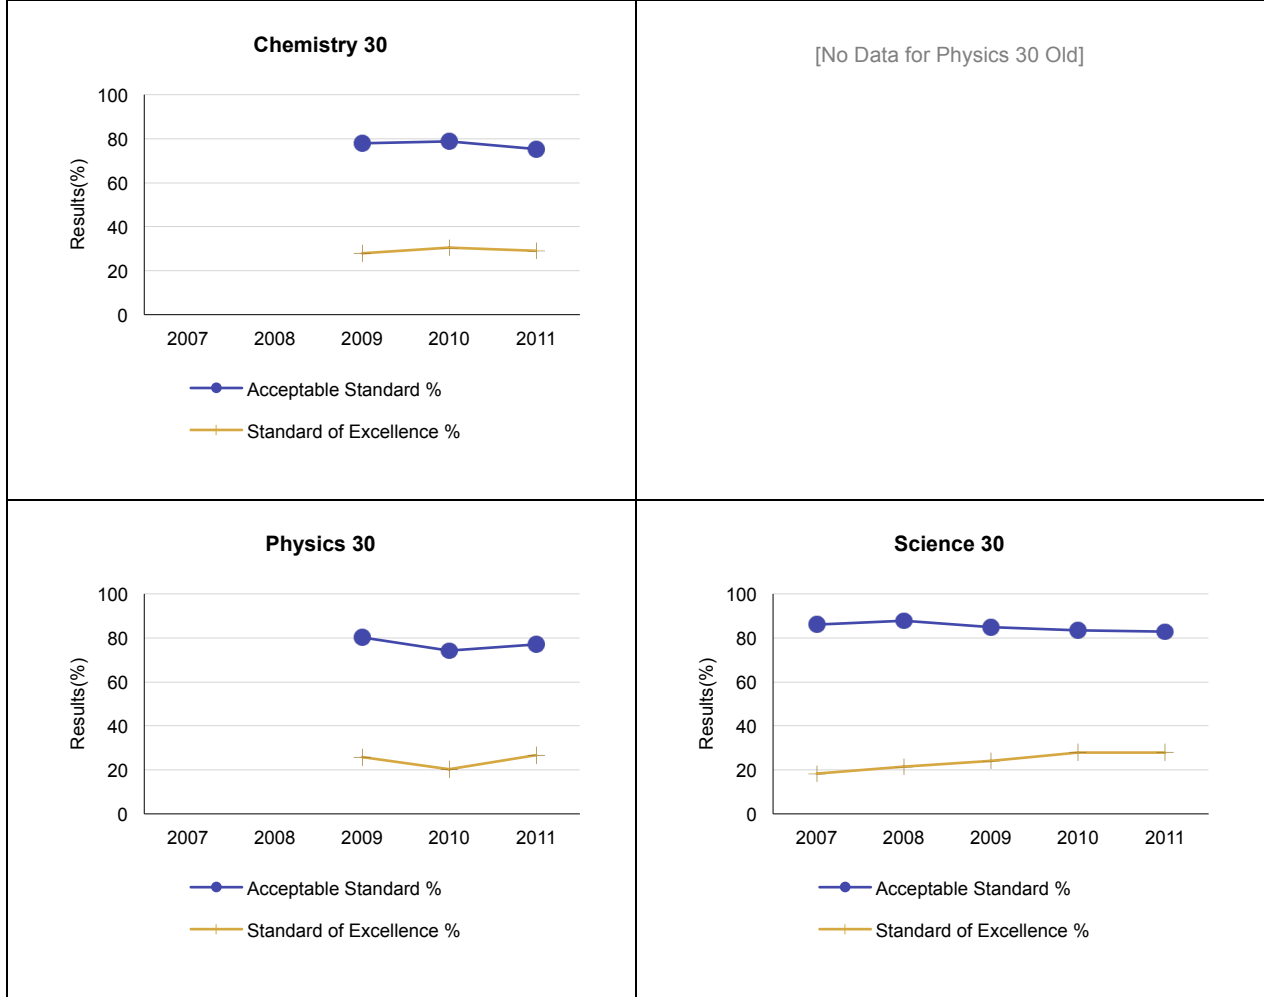 Chemistry 30
100
80
60
40
20
0
Results(%)
2007 2008 2009 2010 2011
Acceptable Standard %
Standard of Excellence %
[No Data for Physics 30 Old]
Physics 30
100
80
60
40
20
0
Results(%)
2007 2008 2009 2010 2011
Acceptable Standard %
Standard of Excellence %
Science 30
100
80
60
40
20
0
Results(%)
2007 2008 2009 2010 2011
Acceptable Standard %
Standard of Excellence %